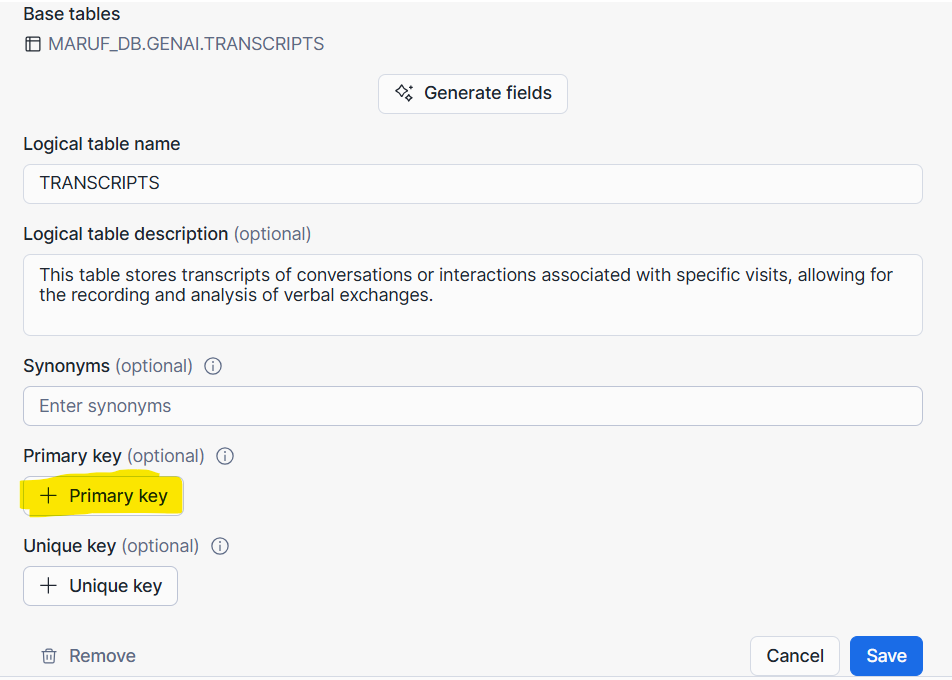 Base tables
MARUF_DB.GENAI.TRANSCRIPTS
Generate fields
Logical table name
TRANSCRIPTS
Logical table description (optional)
This table stores transcripts of conversations or interactions associated with specific visits, allowing for
the recording and analysis of verbal exchanges.
Synonyms (optional)
Enter synonyms
Primary key (optional)
Primary key
Unique key (optional)
Unique key
Remove
Cancel
Save